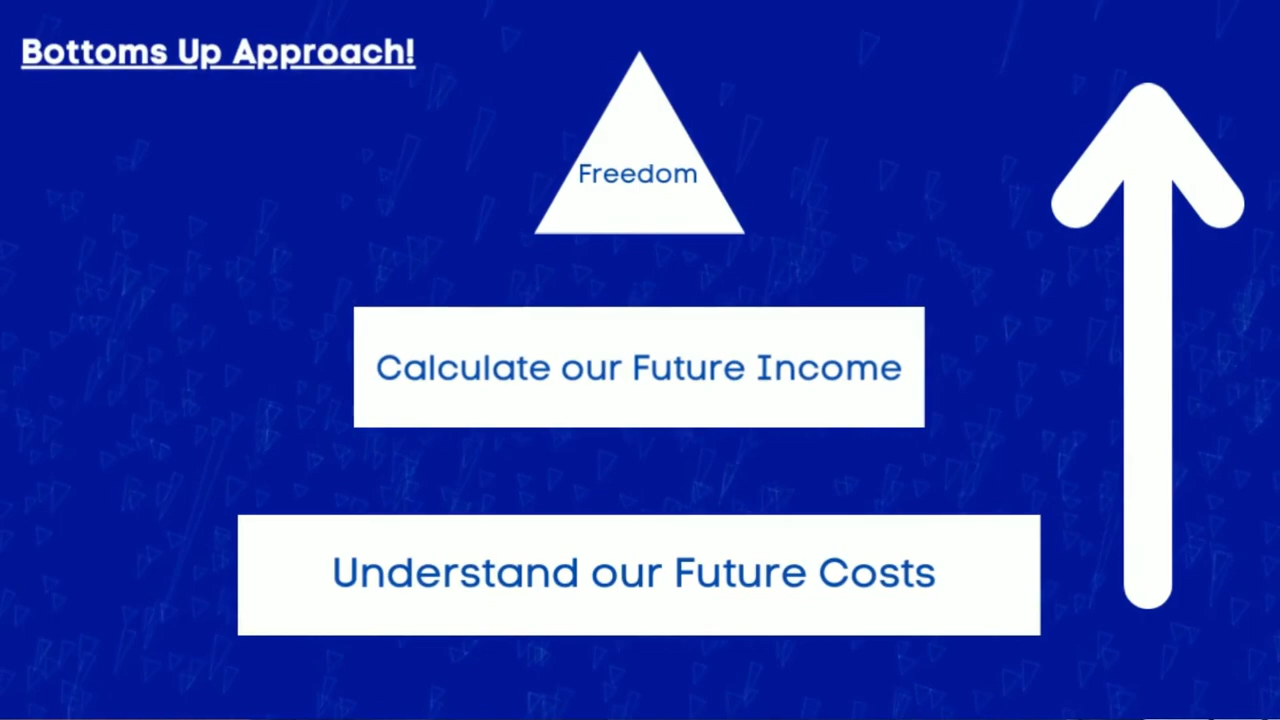 Bottoms Up Approach!
Freedom
Calculate our Future Income
Understand our Future Costs